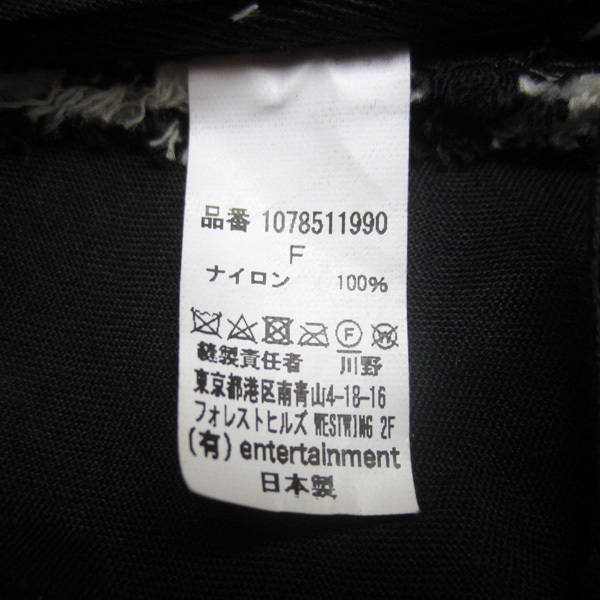 品番 1078511990
F
ナイロン 100%
F W
縫製責任者 川野
東京都港区南青山4-18-16
フォレストヒルズ WESTWING 2F
(有) entertainment
日本製